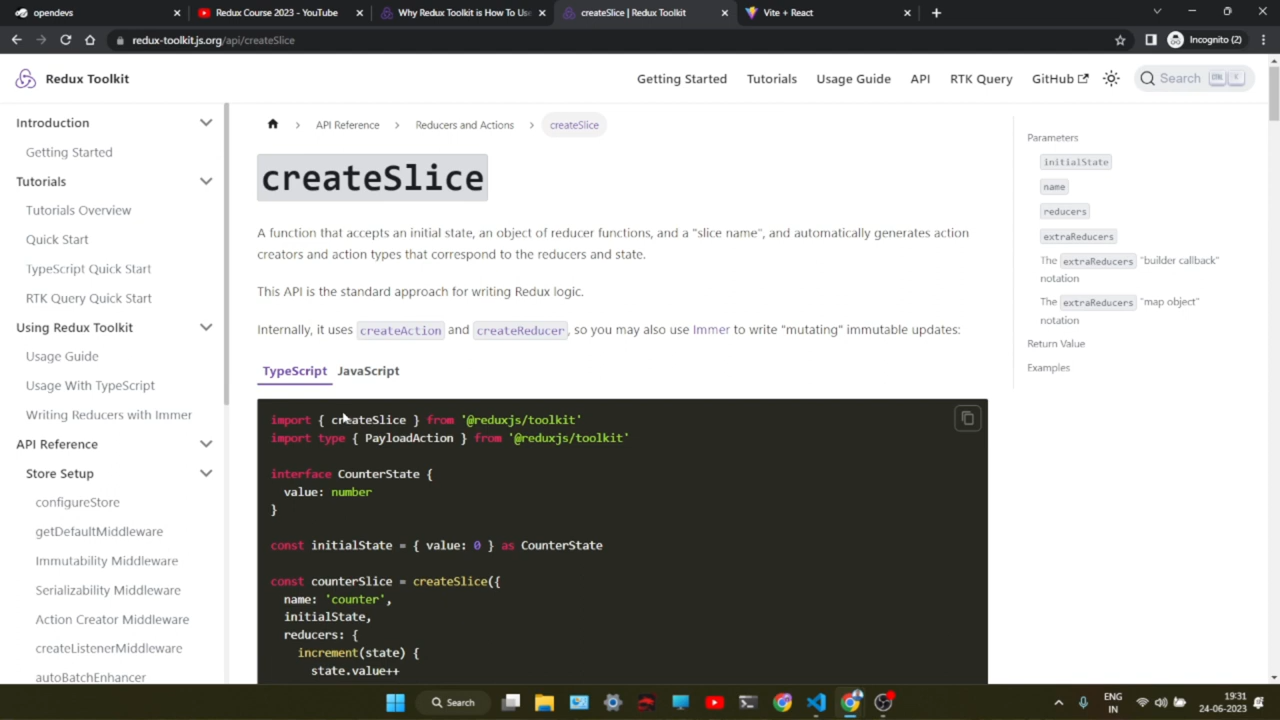 opendevs
Redux Course 2023 - YouTube
Why Redux Toolkit is How To Use
createSlice | Redux Toolkit
Vite + React
redux-toolkit.js.org/api/createSlice
Incognito (2)
Redux Toolkit
Getting Started
Tutorials
Usage Guide
API
RTK Query
GitHub
Search
Introduction
Getting Started
Tutorials
Tutorials Overview
Quick Start
TypeScript Quick Start
RTK Query Quick Start
Using Redux Toolkit
Usage Guide
Usage With TypeScript
Writing Reducers with Immer
API Reference
Store Setup
configureStore
getDefaultMiddleware
Immutability Middleware
Serializability Middleware
Action Creator Middleware
createListenerMiddleware
autoBatchEnhancer
API Reference
Reducers and Actions
createSlice
createSlice
A function that accepts an initial state, an object of reducer functions, and a "slice name", and automatically generates action
creators and action types that correspond to the reducers and state.
This API is the standard approach for writing Redux logic.
Internally, it uses createAction and createReducer, so you may also use Immer to write "mutating" immutable updates:
TypeScript JavaScript
import { createSlice } from '@reduxjs/toolkit'
import type { PayloadAction } from '@reduxjs/toolkit'
interface CounterState {
value: number
}
const initialState = { value: 0 } as CounterState
const counterSlice = createSlice({
name: 'counter',
initialState,
reducers: {
increment(state) {
state.value++
Parameters
initialState
name
reducers
extraReducers
The extraReducers "builder callback"
notation
The extraReducers "map object"
notation
Return Value
Examples
Search
ENG
IN
19:31
24-06-2023